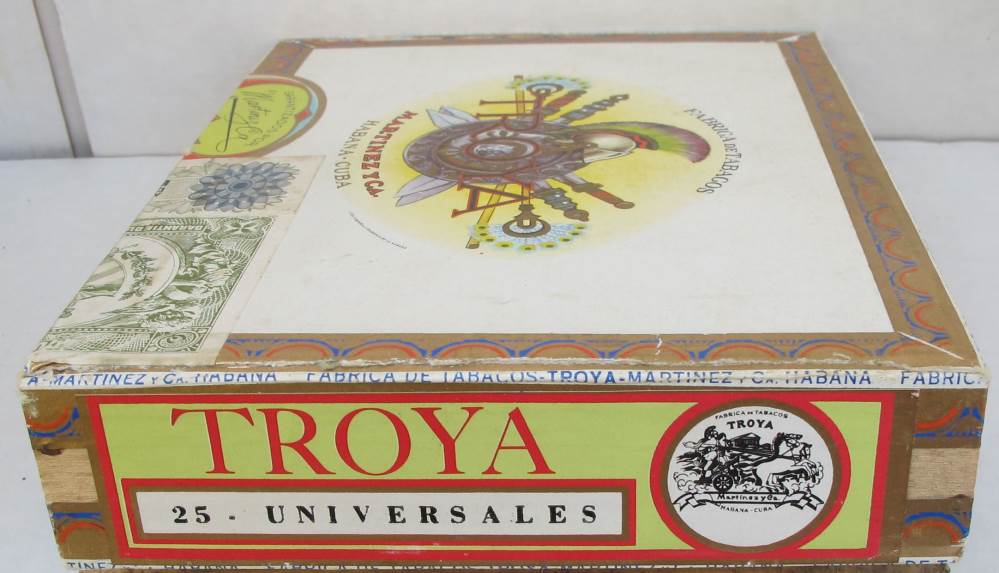 FABRICA DE TABACOS
MARTINEZ Y CA.
HABANA - CUBA
A-MARTINEZ Y CA. HABANA FABRICA DE TABACOS-TROYA-MARTINEZ Y CA. HABANA FABRIC
TROYA
25 - UNIVERSALES
FABRICA DE TABACOS
TROYA
Martinez y Ca.
HABANA - CUBA